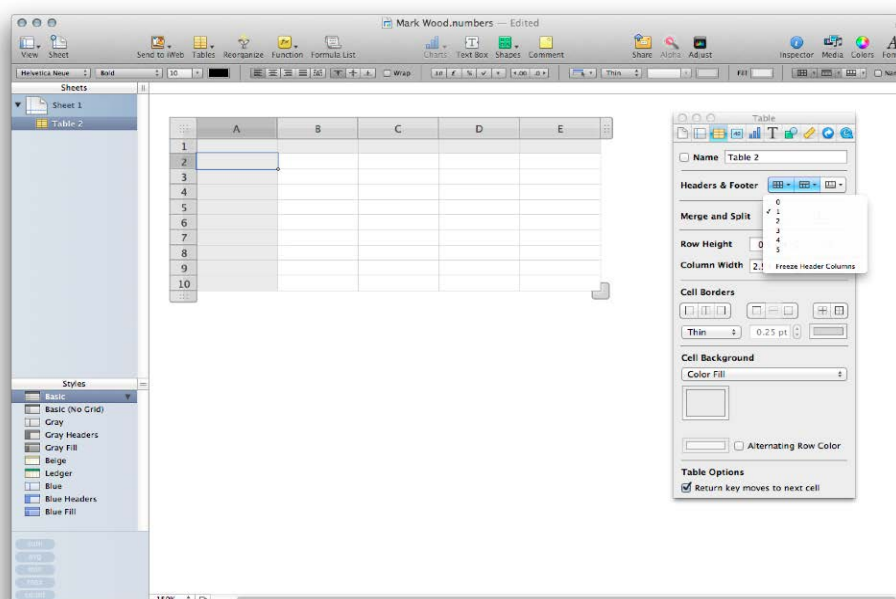 Mark Wood.numbers — Edited
View Sheet Send to iWeb Tables Reorganize Function Formula List Charts Text Box Shapes Comment Share Alpha Adjust Inspector Media Colors
Helvetica Neue Bold 10 Wrap Thin Fill
Sheets
Sheet 1
Table 2
A B C D E
1
2
3
4
5
6
7
8
9
10
Table
Name Table 2
Headers & Footer
0
1
2
3
4
5
Freeze Header Columns
Merge and Split
Row Height
Column Width
Cell Borders
Thin 0.25 pt
Cell Background
Color Fill
Alternating Row Color
Table Options
Return key moves to next cell
Styles
Basic
Basic (No Grid)
Gray
Gray Headers
Gray Fill
Beige
Ledger
Blue
Blue Headers
Blue Fill